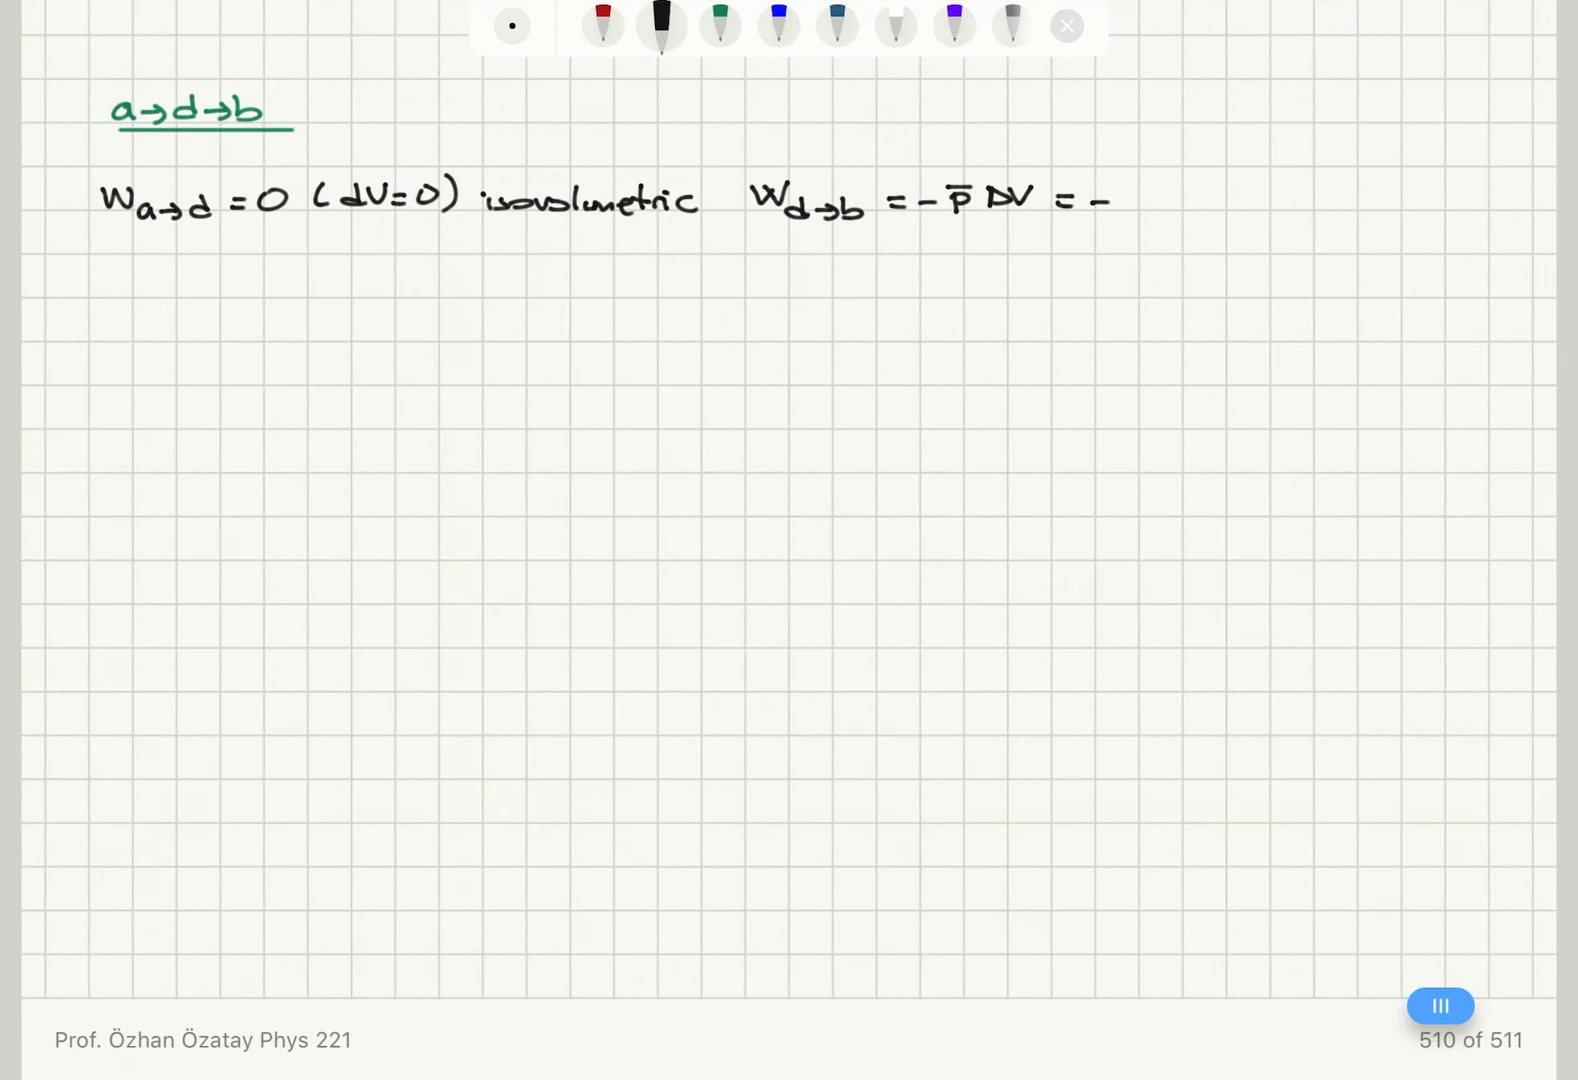 a→d→b
W_{a→d} = 0 (dV=0) isovolumetric W_{d→b} = - p̅ ΔV = -
Prof. Özhan Özatay Phys 221
510 of 511